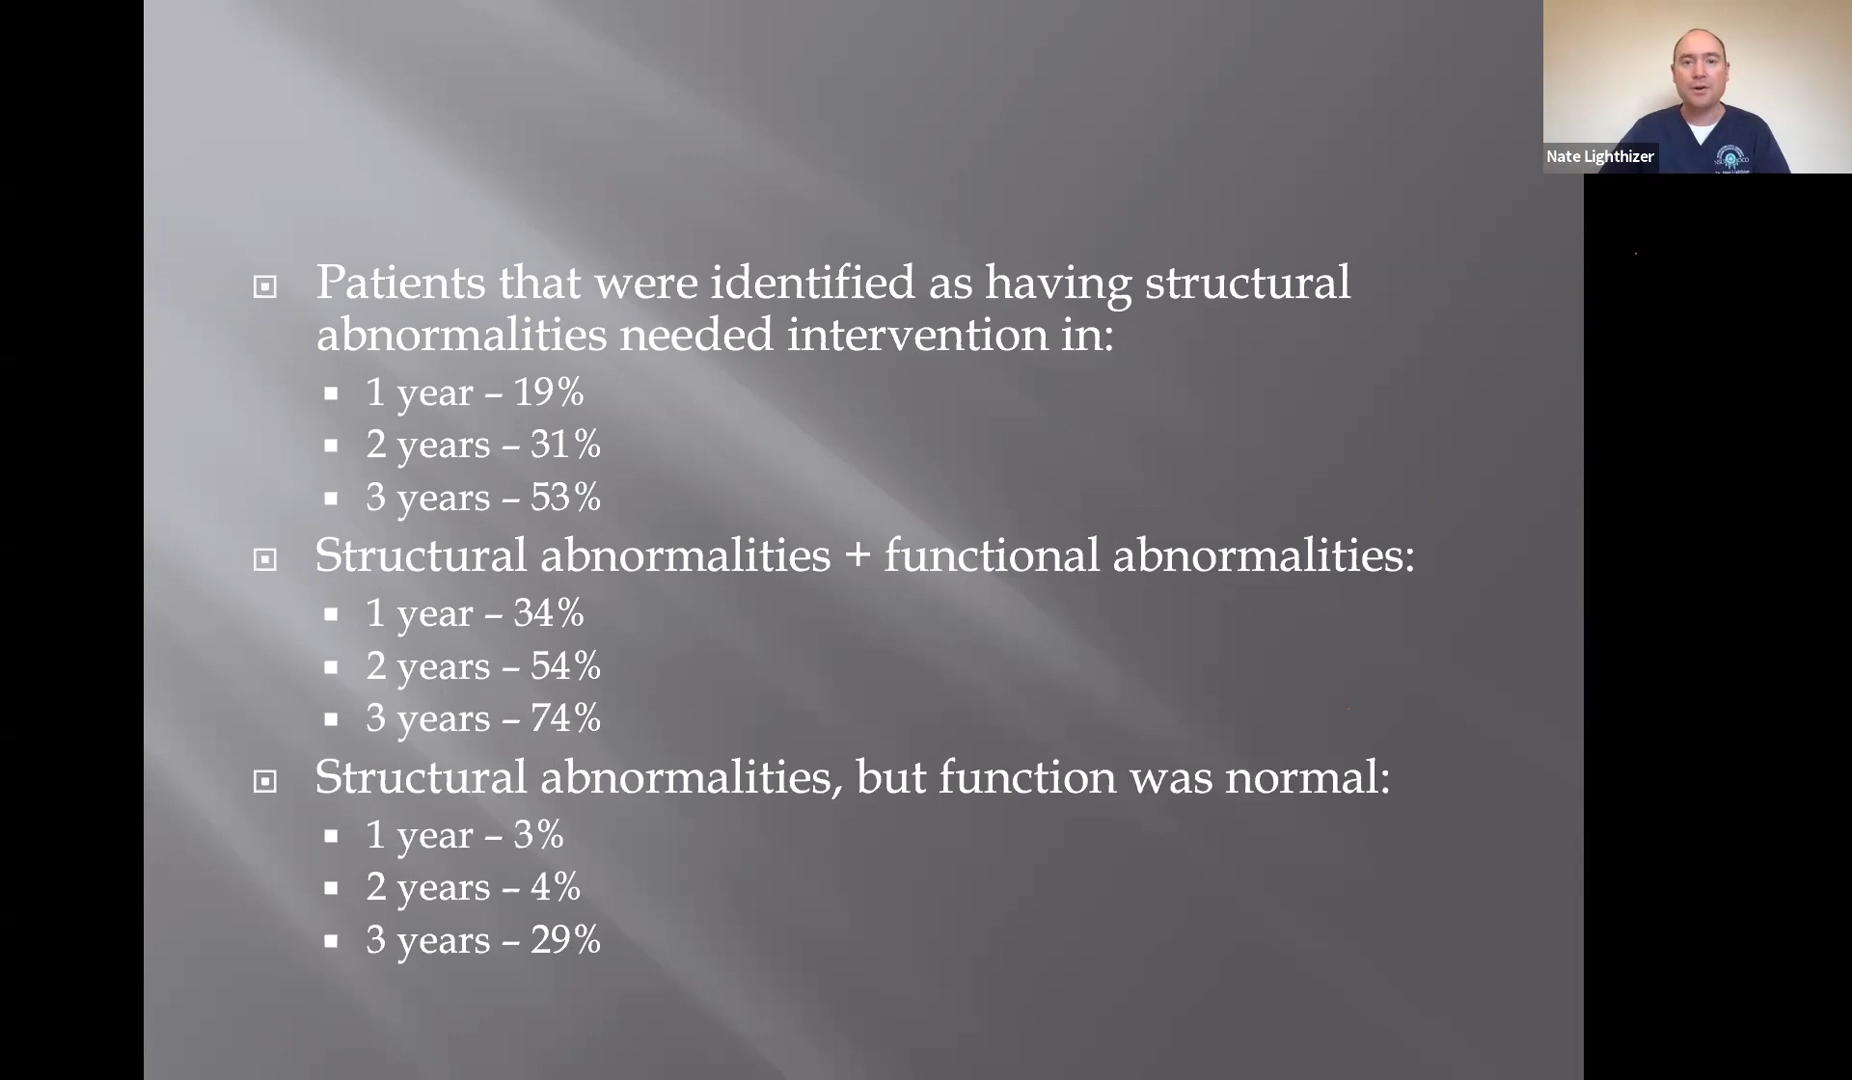 Nate Lighthizer
Patients that were identified as having structural
abnormalities needed intervention in:
1 year – 19%
2 years – 31%
3 years – 53%
Structural abnormalities + functional abnormalities:
1 year – 34%
2 years – 54%
3 years – 74%
Structural abnormalities, but function was normal:
1 year – 3%
2 years – 4%
3 years – 29%